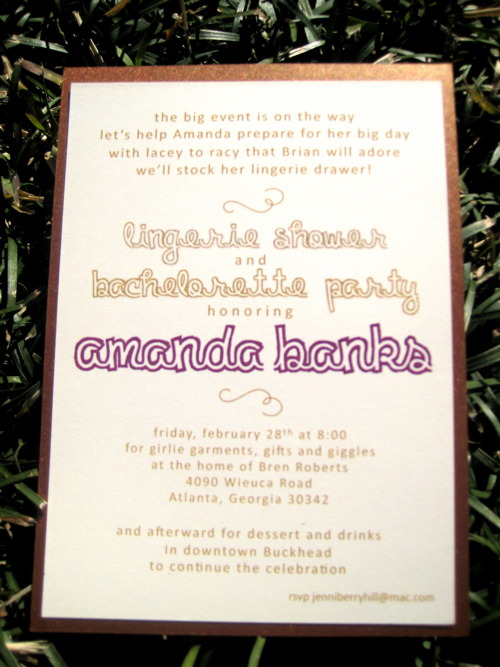 the big event is on the way
let's help Amanda prepare for her big day
with lacey to racy that Brian will adore
we'll stock her lingerie drawer!
lingerie shower
and
bachelorette party
honoring
amanda banks
friday, february 28th at 8:00
for girlie garments, gifts and giggles
at the home of Bren Roberts
4090 Wieuca Road
Atlanta, Georgia 30342
and afterward for dessert and drinks
In downtown Buckhead
to continue the celebration
rsvp jenniberryhill@mac.com